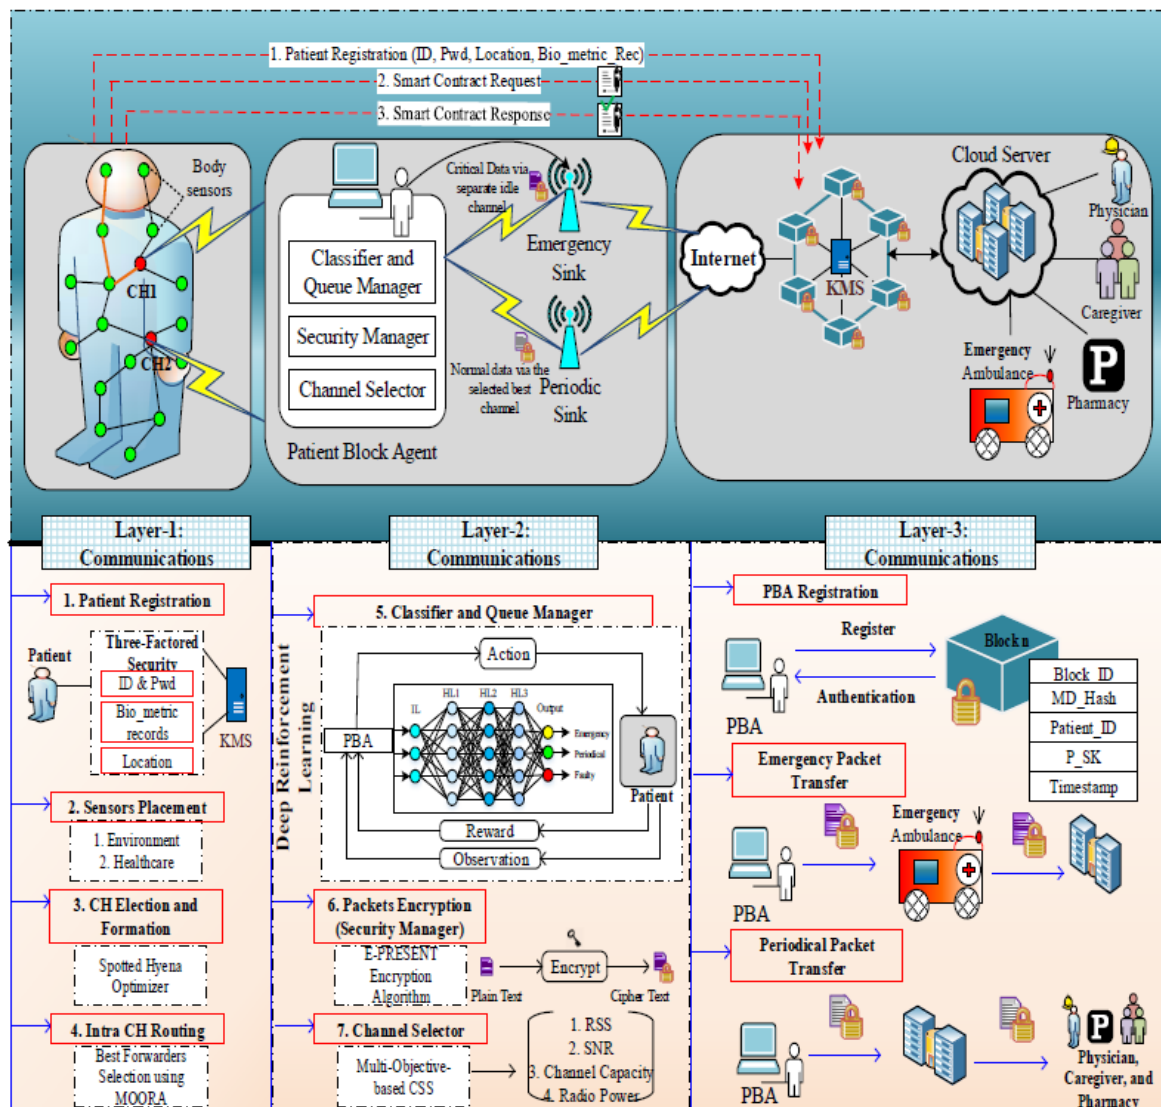 1. Patient Registration (ID, Pwd, Location, Bio_metric_Rec)
2. Smart Contract Request
3. Smart Contract Response
Body
sensors
CH1
CH2
Classifier and
Queue Manager
Security Manager
Channel Selector
Patient Block Agent
Critical Data via
separate idle
channel
Emergency
Sink
Normal data via the
selected best
channel
Periodic
Sink
Internet
KMS
Cloud Server
Physician
Caregiver
Emergency
Ambulance
P
Pharmacy
Layer-1:
Communications
Layer-2:
Communications
Layer-3:
Communications
1. Patient Registration
Patient
Three-Factored
Security
ID & Pwd
Bio_metric
records
Location
KMS
2. Sensors Placement
1. Environment
2. Healthcare
3. CH Election and
Formation
Spotted Hyena
Optimizer
4. Intra CH Routing
Best Forwarders
Selection using
MOORA
Deep Reinforcement
Learning
5. Classifier and Queue Manager
Action
HL1 HL2 HL3
IL
Output
PBA
Emergency
Periodical
Faulty
Patient
Reward
Observation
6. Packets Encryption
(Security Manager)
E-PRESENT
Encryption
Algorithm
Plain Text
Encrypt
Cipher Text
7. Channel Selector
Multi-Objective-
based CSS
1. RSS
2. SNR
3. Channel Capacity
4. Radio Power
PBA Registration
Register
Authentication
PBA
Block n
Block_ID
MD_Hash
Patient_ID
P_SK
Timestamp
Emergency Packet
Transfer
PBA
Emergency
Ambulance
Periodical Packet
Transfer
PBA
P
Physician,
Caregiver, and
Pharmacy